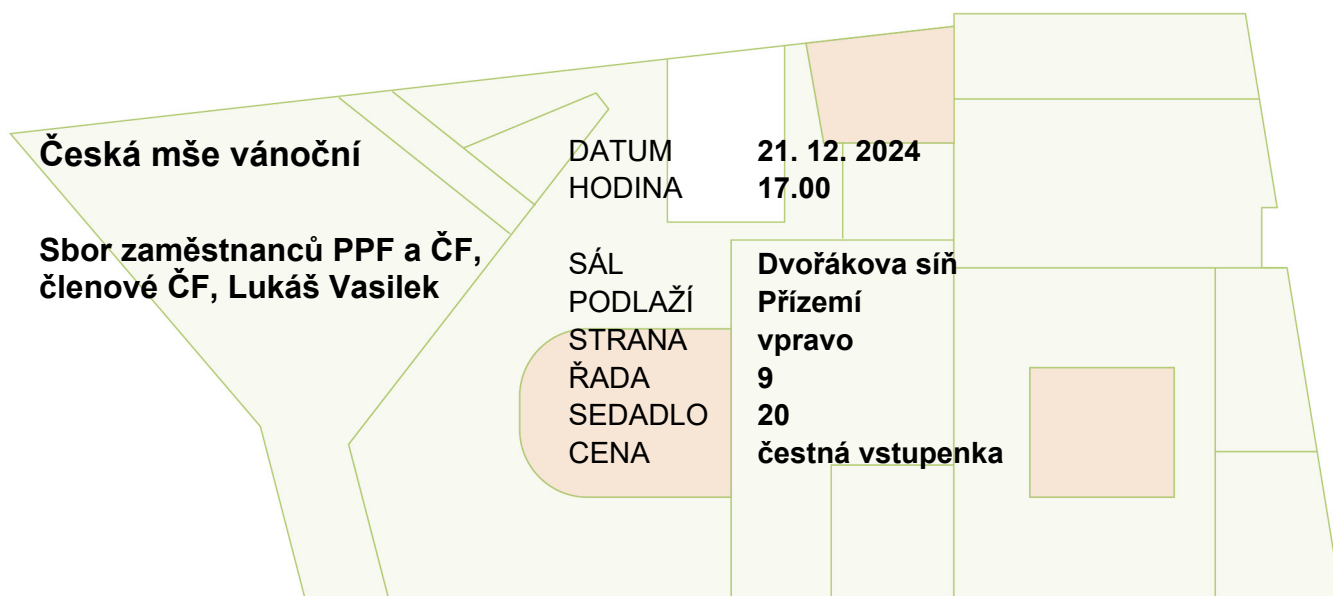 Česká mše vánoční
Sbor zaměstnanců PPF a ČF,
členové ČF, Lukáš Vasilek
DATUM 21. 12. 2024
HODINA 17.00
SÁL Dvořákova síň
PODLAŽÍ Přízemí
STRANA vpravo
ŘADA 9
SEDADLO 20
CENA čestná vstupenka